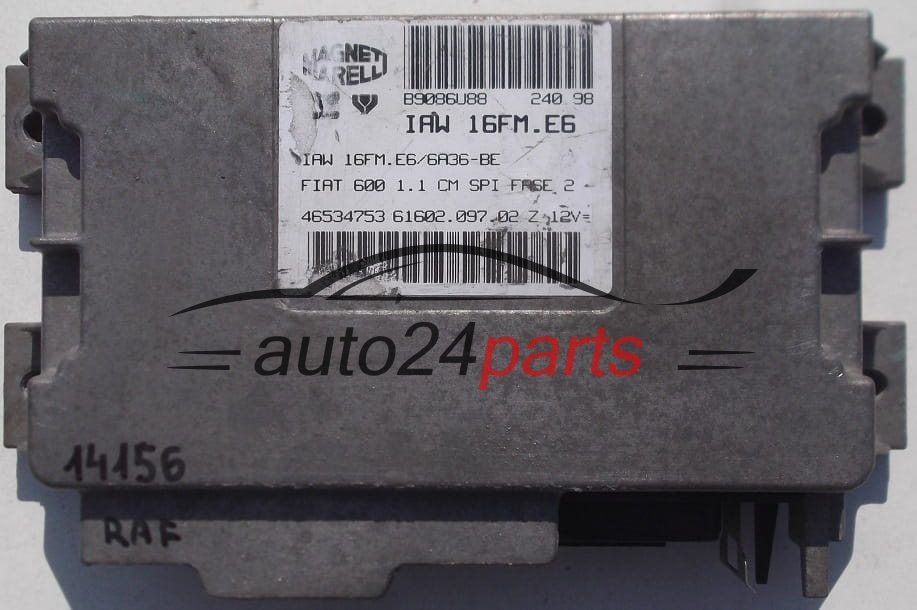 MAGNETI
MARELLI
B9086U88 240 98
IAW 16FM.E6
IAW 16FM.E6/6A36-BE
FIAT 600 1.1 CM SPI FASE 2
46534753 61602.097.02 Z 12V=
auto24parts
14156
RAF